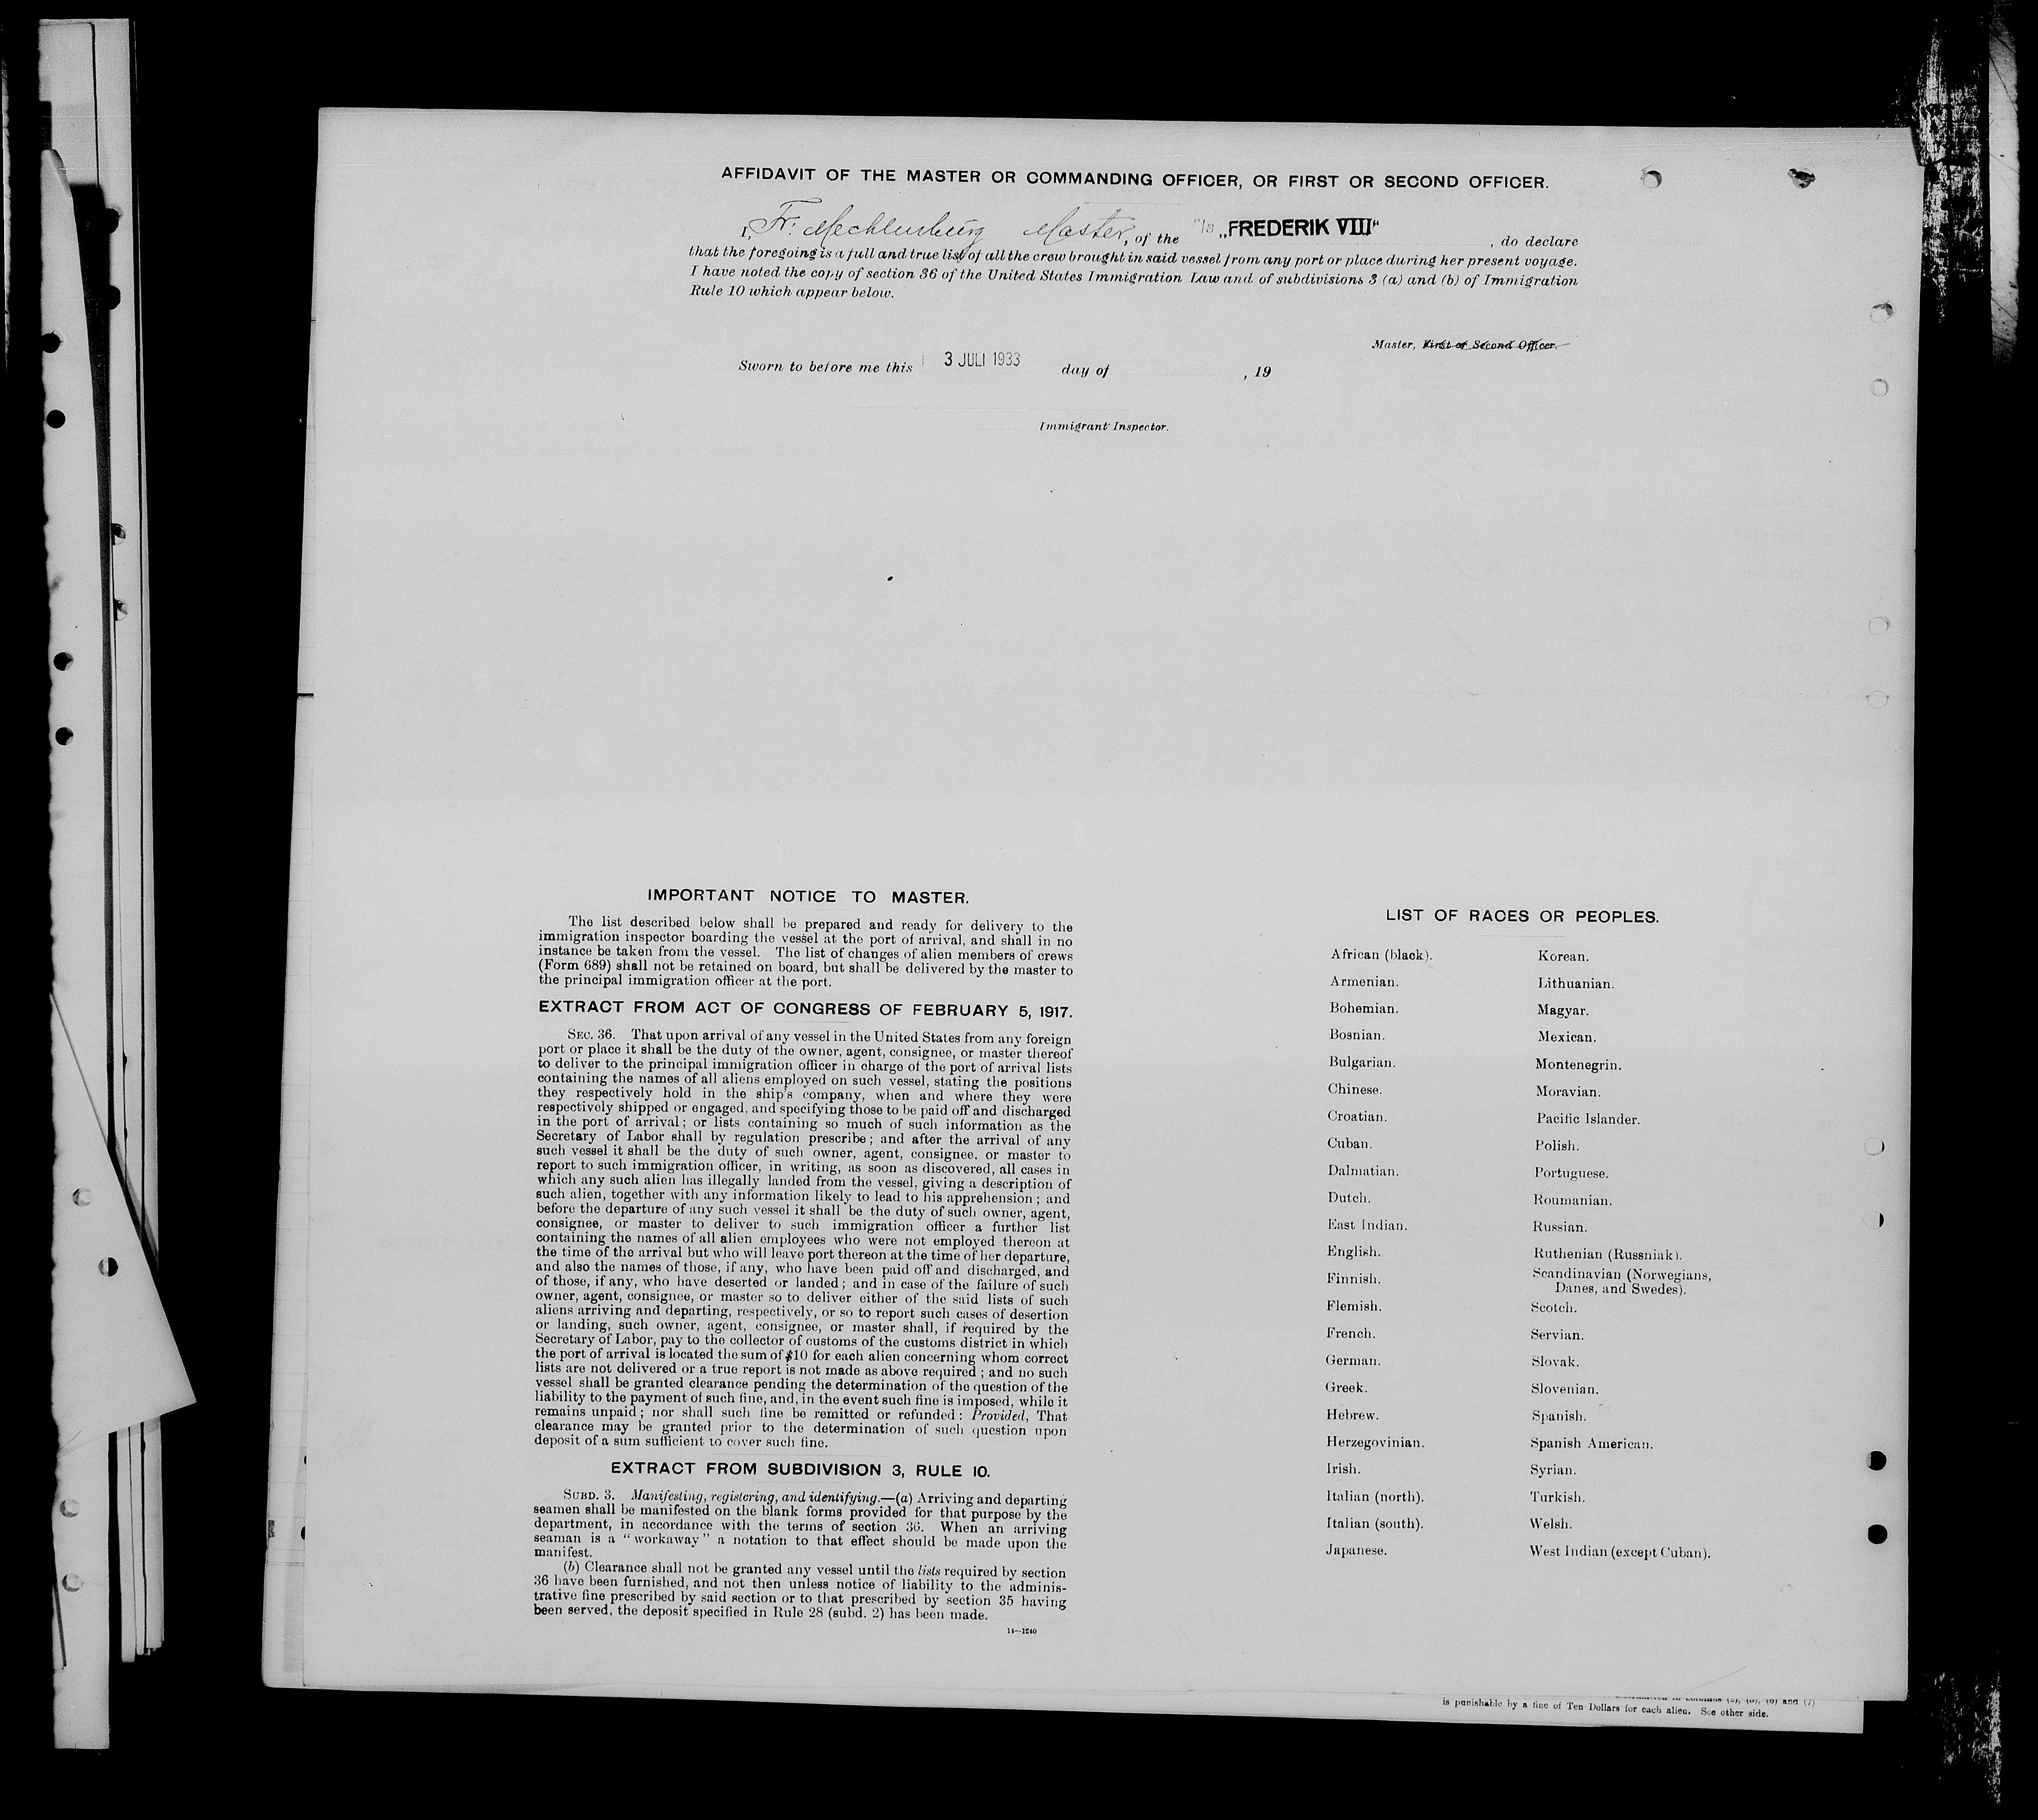 AFFIDAVIT OF THE MASTER OR COMMANDING OFFICER, OR FIRST OR SECOND OFFICER.
I, Fr. Mecklenburg Master, of the "FREDERIK VIII", do declare
that the foregoing is a full and true list of all the crew brought in said vessel from any port or place during her present voyage.
I have noted the copy of section 36 of the United States Immigration Law and of subdivisions 3 (a) and (b) of Immigration
Rule 10 which appear below.
Master, First or Second Officer.
Sworn to before me this 3 JULI 1933 day of , 19
Immigrant Inspector.
IMPORTANT NOTICE TO MASTER.
The list described below shall be prepared and ready for delivery to the
immigration inspector boarding the vessel at the port of arrival, and shall in no
instance be taken from the vessel. The list of changes of alien members of crews
(Form 689) shall not be retained on board, but shall be delivered by the master to
the principal immigration officer at the port.
EXTRACT FROM ACT OF CONGRESS OF FEBRUARY 5, 1917.
SEC. 36. That upon arrival of any vessel in the United States from any foreign
port or place it shall be the duty of the owner, agent, consignee, or master thereof
to deliver to the principal immigration officer in charge of the port of arrival lists
containing the names of all aliens employed on such vessel, stating the positions
they respectively hold in the ship's company, when and where they were
respectively shipped or engaged, and specifying those to be paid off and discharged
in the port of arrival; or lists containing so much of such information as the
Secretary of Labor shall by regulation prescribe; and after the arrival of any
such vessel it shall be the duty of such owner, agent, consignee, or master to
report to such immigration officer, in writing, as soon as discovered, all cases in
which any such alien has illegally landed from the vessel, giving a description of
such alien, together with any information likely to lead to his apprehension; and
before the departure of any such vessel it shall be the duty of such owner, agent,
consignee, or master to deliver to such immigration officer a further list
containing the names of all alien employees who were not employed thereon at
the time of the arrival but who will leave port thereon at the time of her departure,
and also the names of those, if any, who have been paid off and discharged, and
of those, if any, who have deserted or landed; and in case of the failure of such
owner, agent, consignee, or master so to deliver either of the said lists of such
aliens arriving and departing, respectively, or so to report such cases of desertion
or landing, such owner, agent, consignee, or master shall, if required by the
Secretary of Labor, pay to the collector of customs of the customs district in which
the port of arrival is located the sum of $10 for each alien concerning whom correct
lists are not delivered or a true report is not made as above required; and no such
vessel shall be granted clearance pending the determination of the question of the
liability to the payment of such fine, and, in the event such fine is imposed, while it
remains unpaid; nor shall such fine be remitted or refunded: Provided, That
clearance may be granted prior to the determination of such question upon
deposit of a sum sufficient to cover such fine.
EXTRACT FROM SUBDIVISION 3, RULE 10.
SUBD. 3. Manifesting, registering, and identifying.—(a) Arriving and departing
seamen shall be manifested on the blank forms provided for that purpose by the
department, in accordance with the terms of section 36. When an arriving
seaman is a "workaway" a notation to that effect should be made upon the
manifest.
(b) Clearance shall not be granted any vessel until the lists required by section
36 have been furnished, and not then unless notice of liability to the adminis-
trative fine prescribed by said section or to that prescribed by section 35 having
been served, the deposit specified in Rule 28 (subd. 2) has been made.
14—1240
LIST OF RACES OR PEOPLES.
African (black).
Armenian.
Bohemian.
Bosnian.
Bulgarian.
Chinese.
Croatian.
Cuban.
Dalmatian.
Dutch.
East Indian.
English.
Finnish.
Flemish.
French.
German.
Greek.
Hebrew.
Herzegovinian.
Irish.
Italian (north).
Italian (south).
Japanese.
Korean.
Lithuanian.
Magyar.
Mexican.
Montenegrin.
Moravian.
Pacific Islander.
Polish.
Portuguese.
Roumanian.
Russian.
Ruthenian (Russniak).
Scandinavian (Norwegians,
Danes, and Swedes).
Scotch.
Servian.
Slovak.
Slovenian.
Spanish.
Spanish American.
Syrian.
Turkish.
Welsh.
West Indian (except Cuban).
is punishable by a fine of Ten Dollars for each alien. See other side.